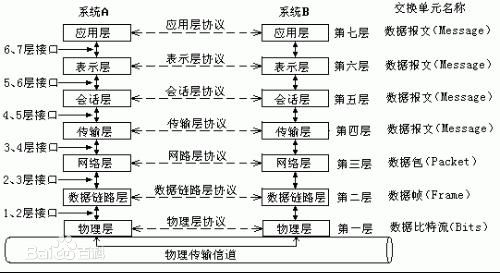 系统A 系统B 交换单元名称
应用层 应用层协议 应用层 第七层 数据报文(Message)
6、7层接口
表示层 表示层协议 表示层 第六层 数据报文(Message)
5、6层接口
会话层 会话层协议 会话层 第五层 数据报文(Message)
4、5层接口
传输层 传输层协议 传输层 第四层 数据报文(Message)
3、4层接口
网络层 网路层协议 网络层 第三层 数据包(Packet)
2、3层接口
数据链路层 数据链路层协议 数据链路层 第二层 数据帧(Frame)
1、2层接口
物理层 物理层协议 物理层 第一层 数据比特流(Bits)
物理传输信道
Bai百科